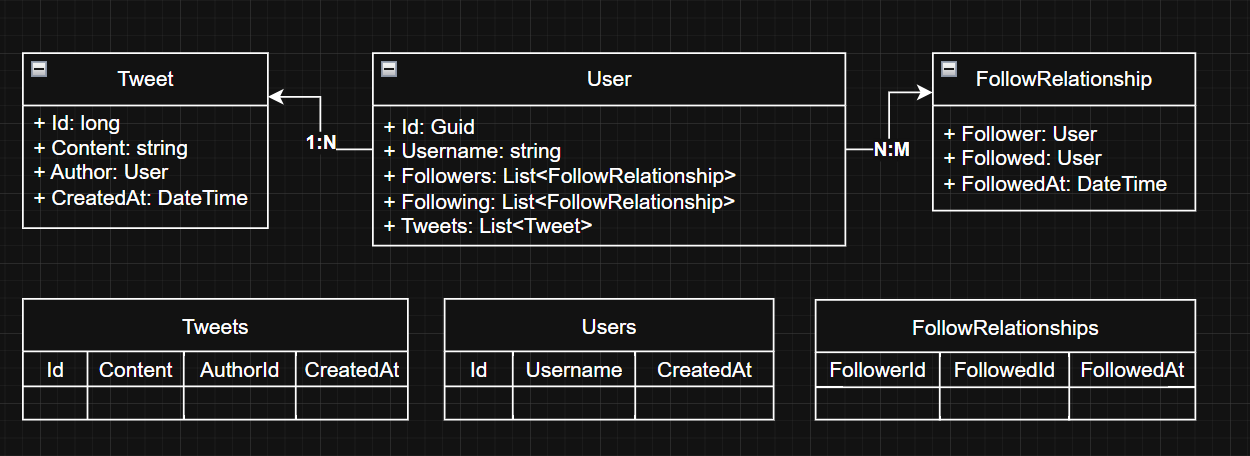 Tweet
+ Id: long
+ Content: string
+ Author: User
+ CreatedAt: DateTime
1:N
User
+ Id: Guid
+ Username: string
+ Followers: List<FollowRelationship>
+ Following: List<FollowRelationship>
+ Tweets: List<Tweet>
N:M
FollowRelationship
+ Follower: User
+ Followed: User
+ FollowedAt: DateTime
Tweets
Id Content AuthorId CreatedAt
Users
Id Username CreatedAt
FollowRelationships
FollowerId FollowedId FollowedAt